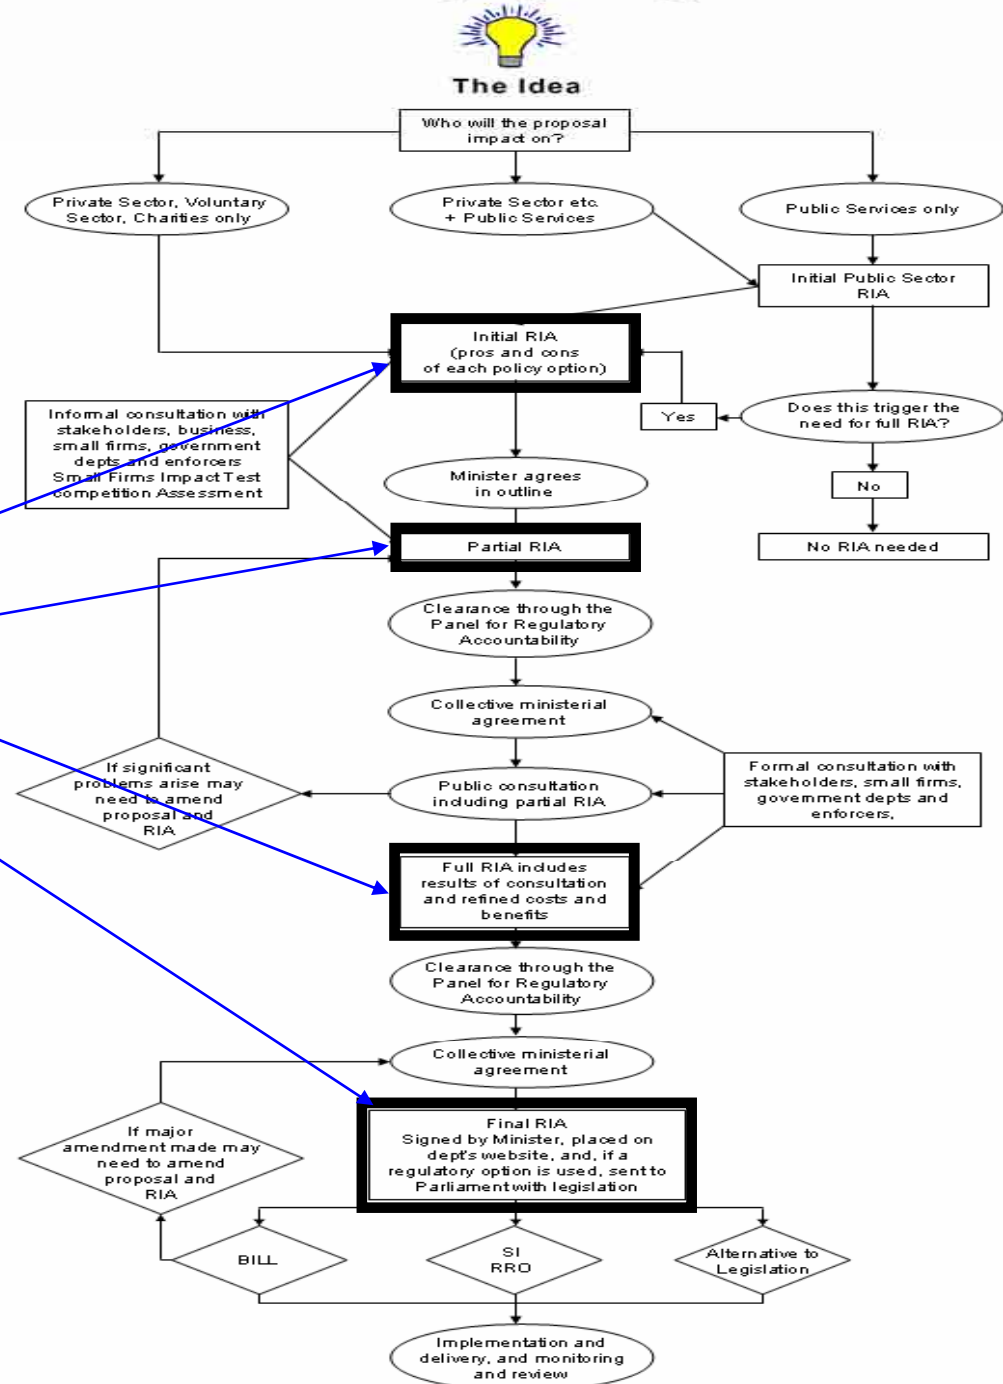 The Idea
Who will the proposal
impact on?
Private Sector, Voluntary
Sector, Charities only
Private Sector etc.
+ Public Services
Public Services only
Initial Public Sector
RIA
Initial RIA
(pros and cons
of each policy option)
Informal consultation with
stakeholders, business,
small firms, government
depts and enforcers
Small Firms Impact Test
competition Assessment
Yes
Does this trigger the
need for full RIA?
Minister agrees
in outline
No
Partial RIA
No RIA needed
Clearance through the
Panel for Regulatory
Accountability
Collective ministerial
agreement
If significant
problems arise may
need to amend
proposal and
RIA
Public consultation
including partial RIA
Formal consultation with
stakeholders, small firms,
government depts and
enforcers,
Full RIA includes
results of consultation
and refined costs and
benefits
Clearance through the
Panel for Regulatory
Accountability
Collective ministerial
agreement
If major
amendment made may
need to amend
proposal and
RIA
Final RIA
Signed by Minister, placed on
dept's website, and, if a
regulatory option is used, sent to
Parliament with legislation
BILL
SI
RRO
Alternative to
Legislation
Implementation and
delivery, and monitoring
and review